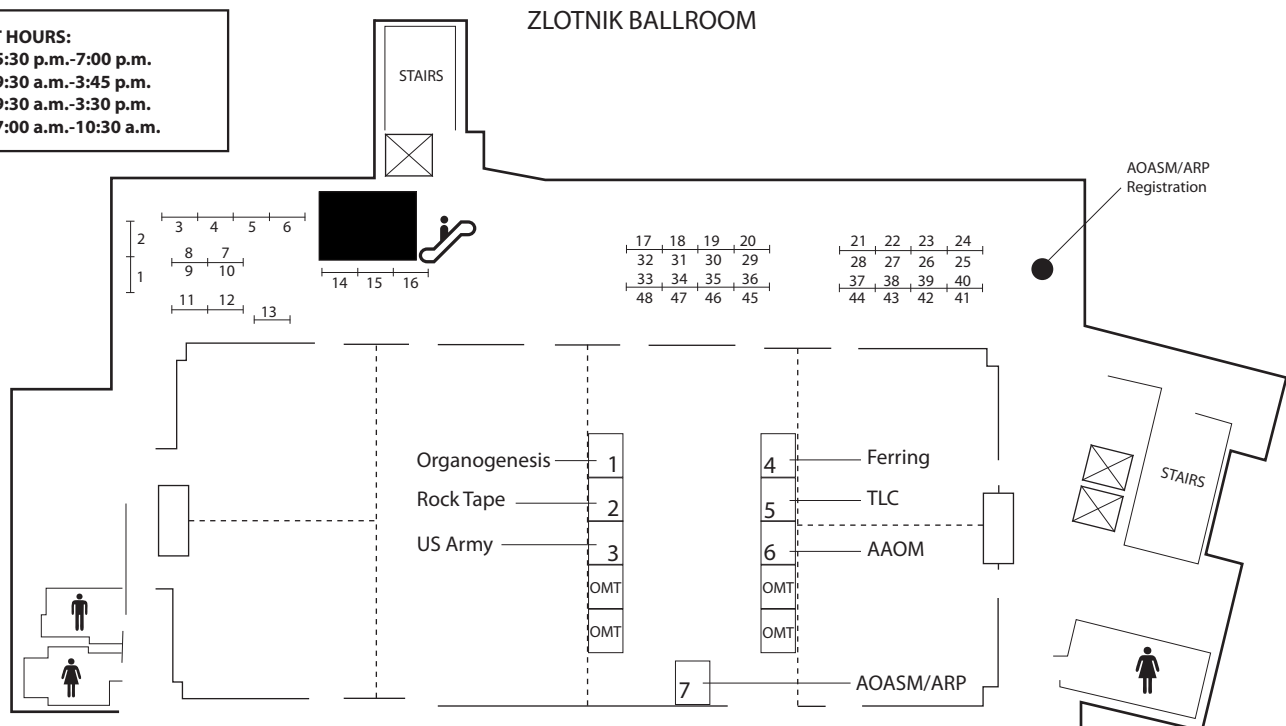 ZLOTNIK BALLROOM
T HOURS:
5:30 p.m.-7:00 p.m.
9:30 a.m.-3:45 p.m.
9:30 a.m.-3:30 p.m.
7:00 a.m.-10:30 a.m.
STAIRS
AOASM/ARP
Registration
2
1
3 4 5 6
8 7
9 10
11 12
13
14 15 16
17 18 19 20
32 31 30 29
33 34 35 36
48 47 46 45
21 22 23 24
28 27 26 25
37 38 39 40
44 43 42 41
Organogenesis 1
Rock Tape 2
US Army 3
OMT
OMT
4 Ferring
5 TLC
6 AAOM
OMT
OMT
7 AOASM/ARP
STAIRS